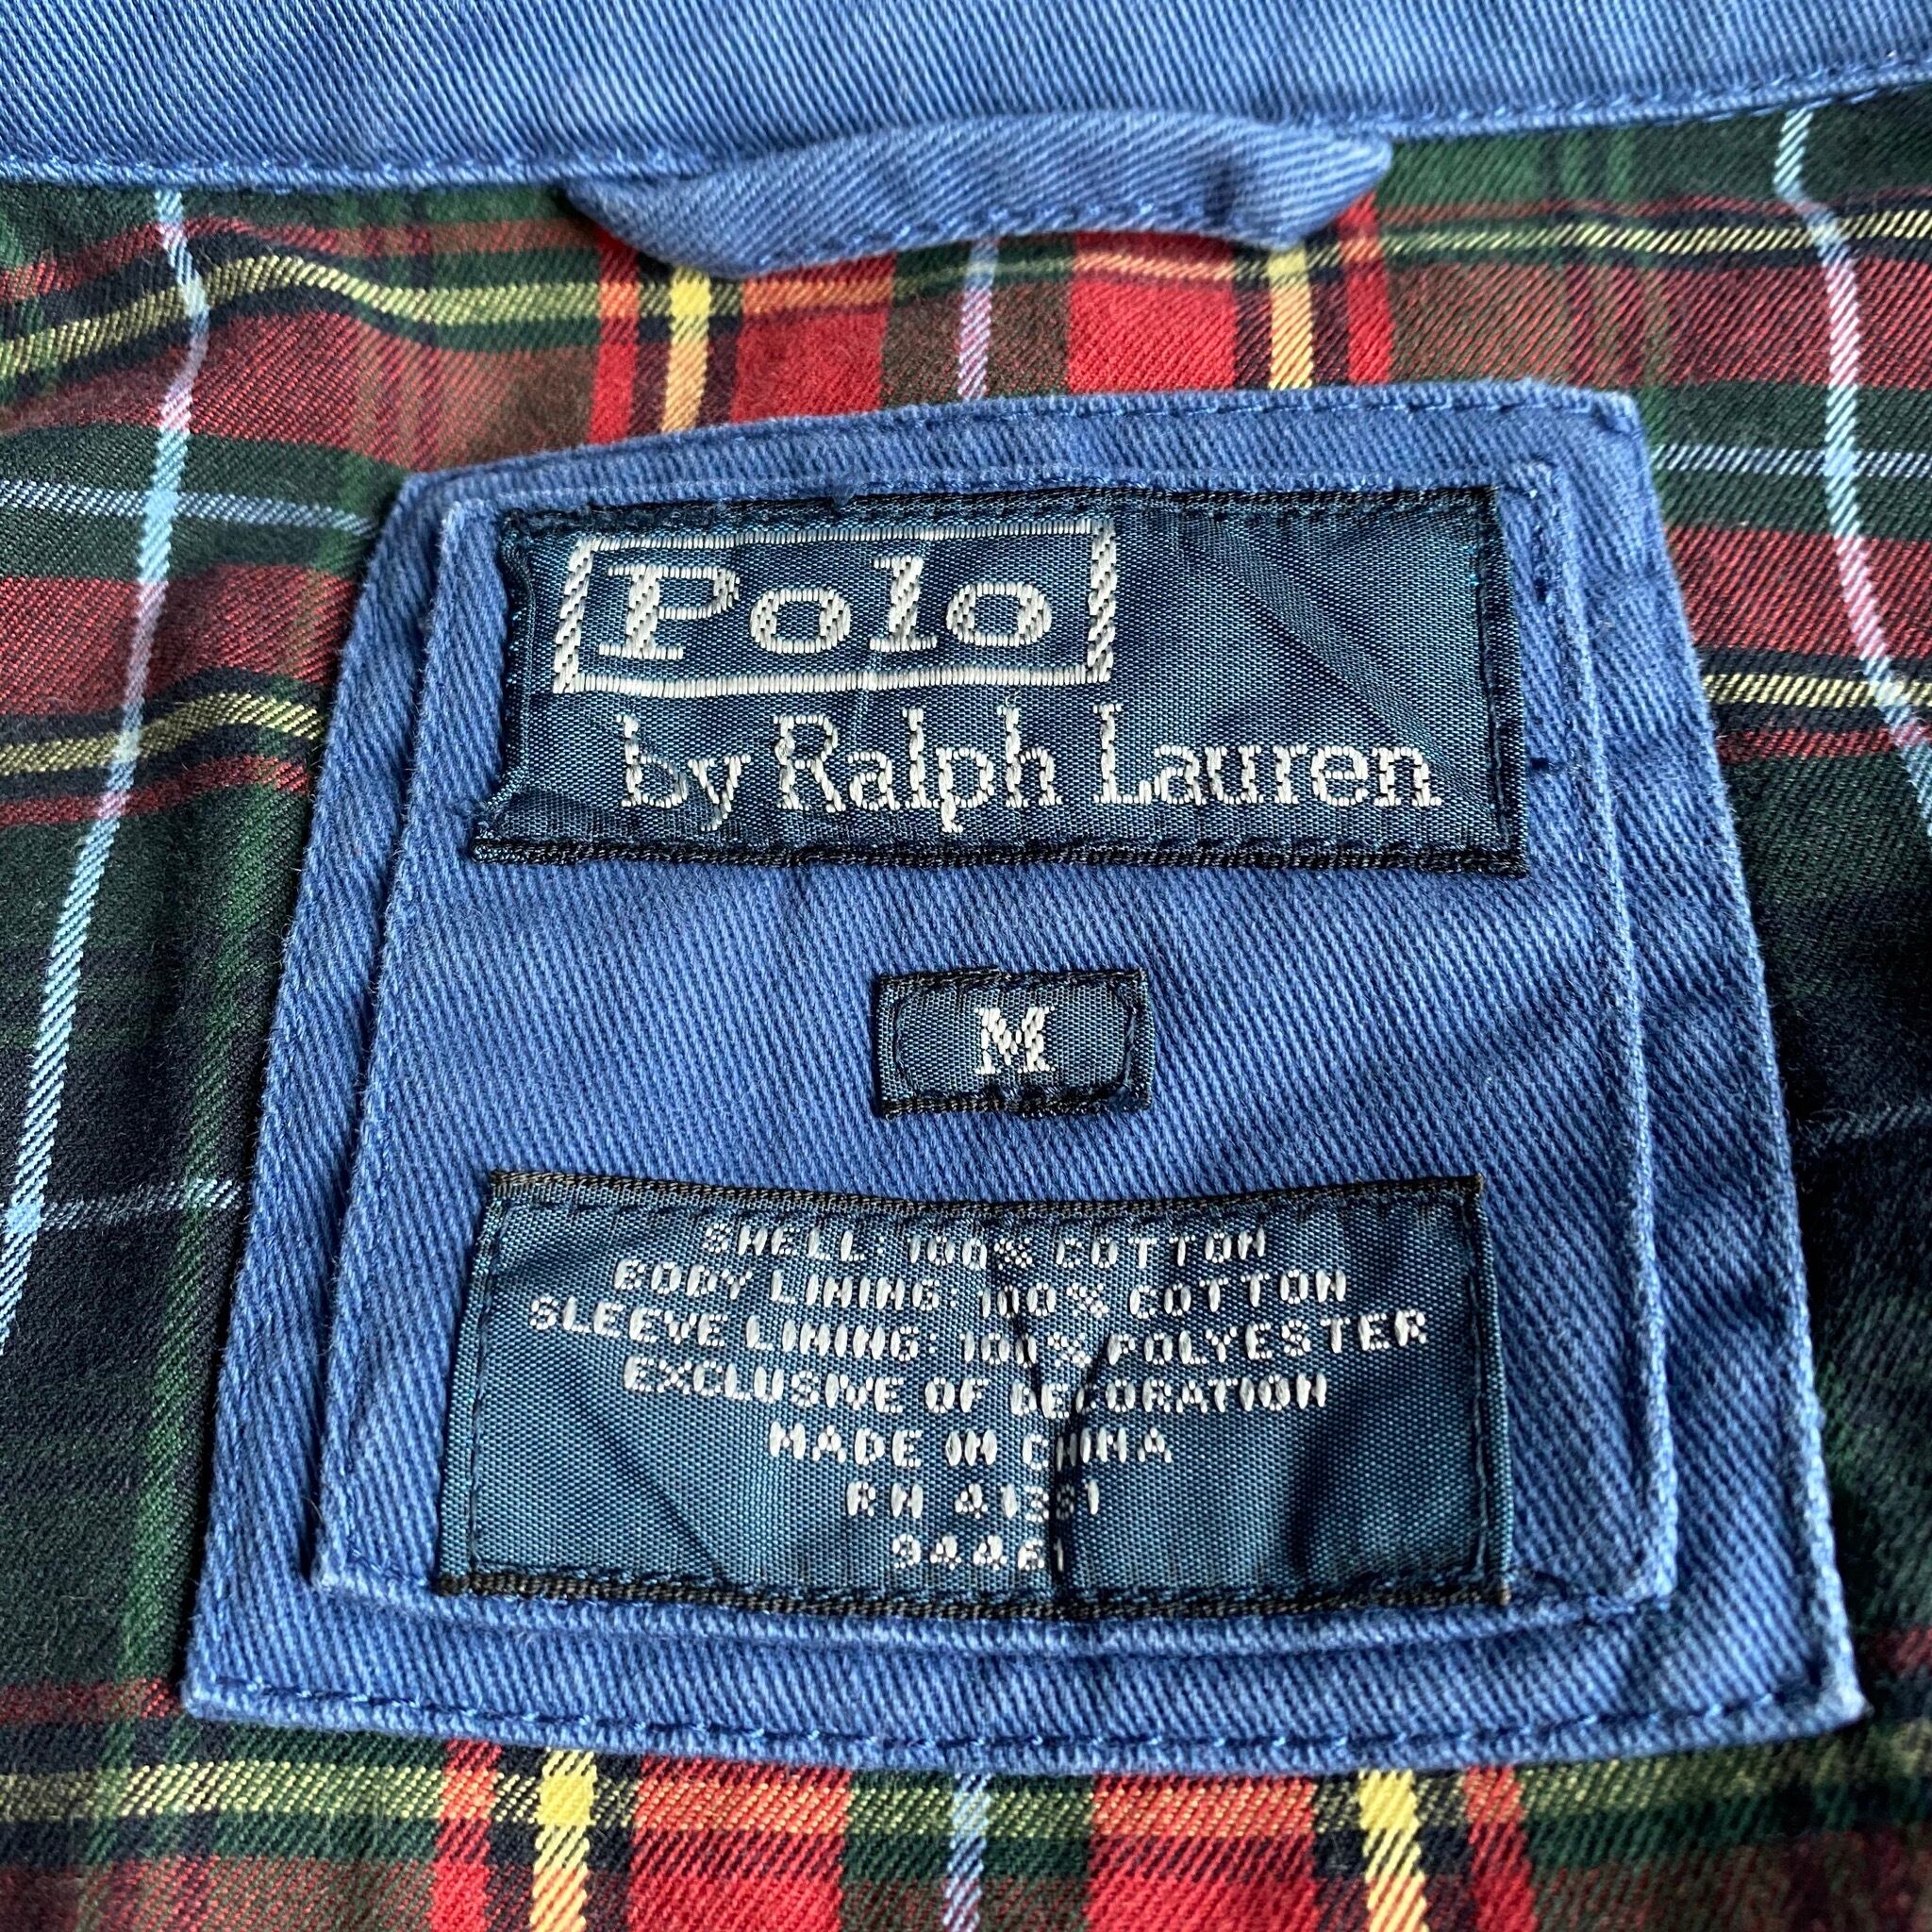 Polo
by Ralph Lauren
M
SHELL: 100% COTTON
BODY LINING: 100% COTTON
SLEEVE LINING: 100% POLYESTER
EXCLUSIVE OF DECORATION
MADE IN CHINA
RN 41381
94461